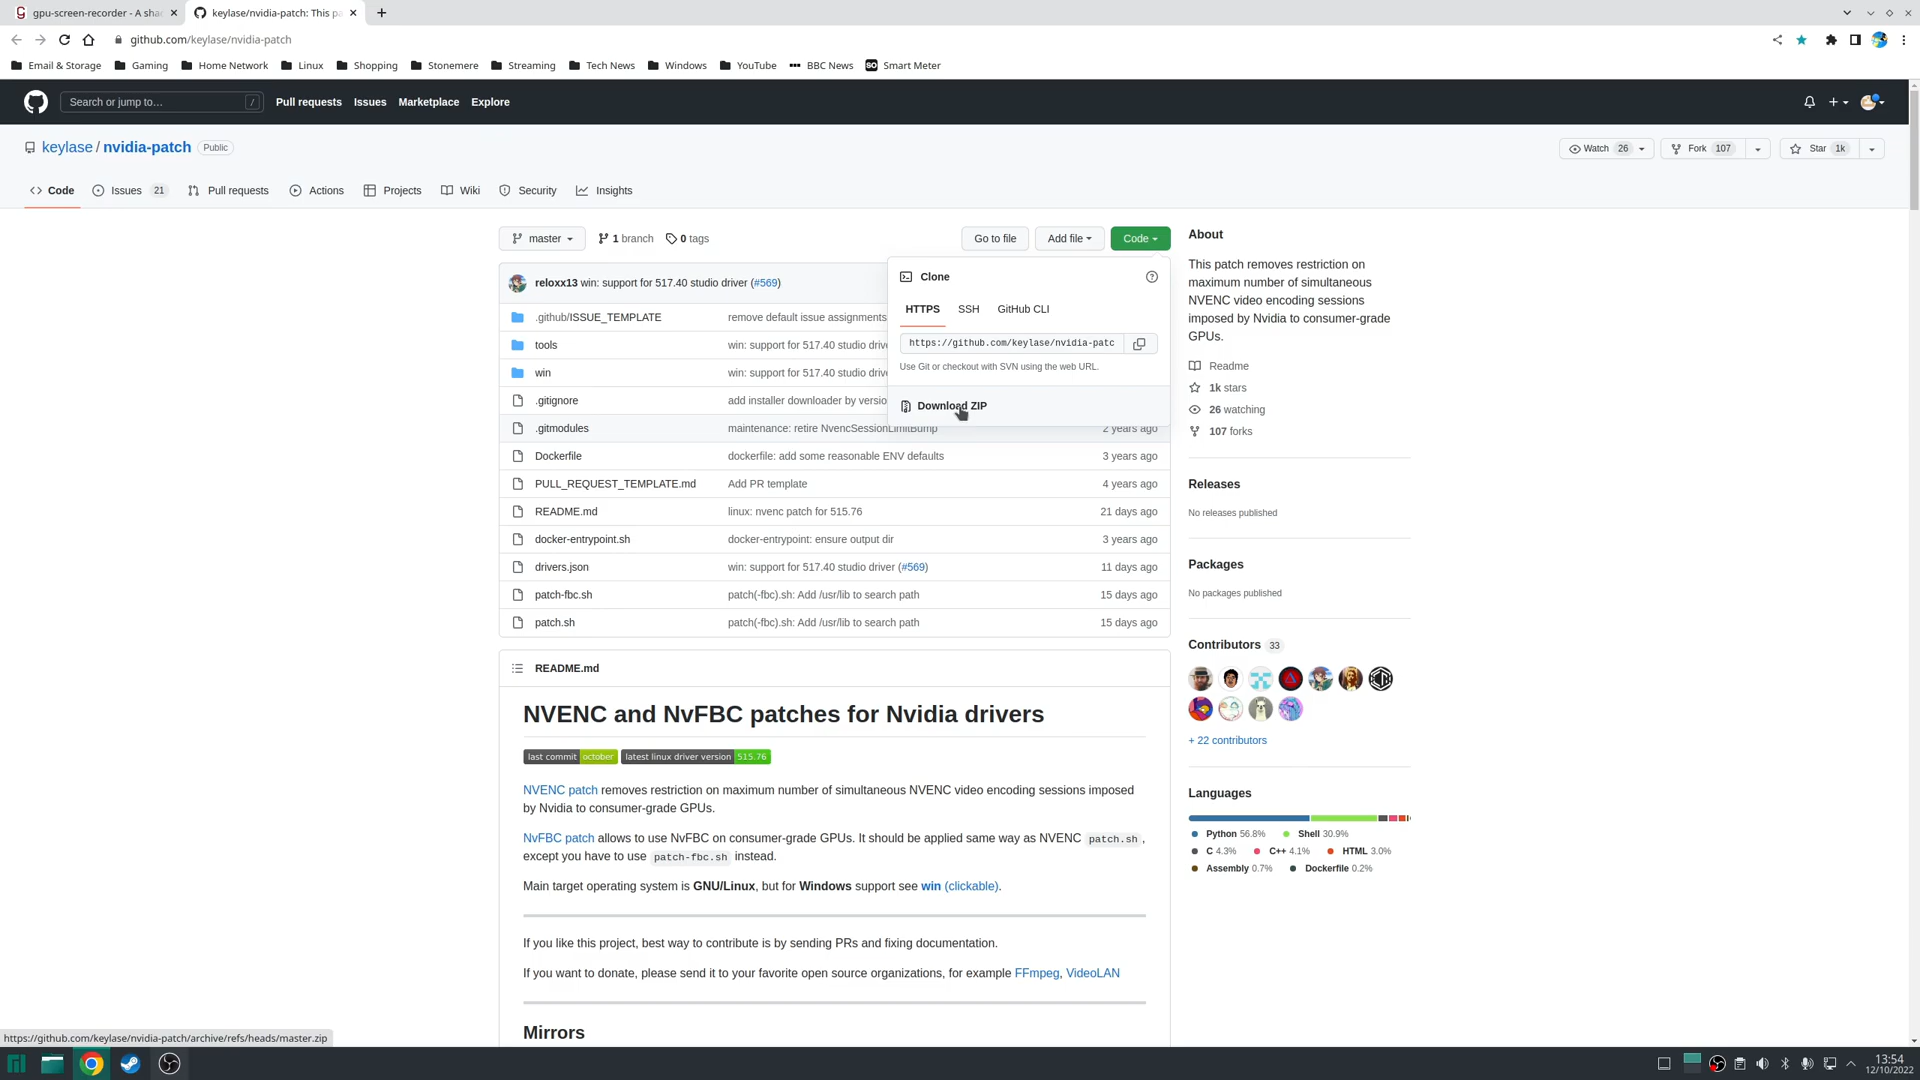 gpu-screen-recorder - A sha
keylase/nvidia-patch: This pa
github.com/keylase/nvidia-patch
Email & Storage Gaming Home Network Linux Shopping Stonemere Streaming Tech News Windows YouTube BBC News Smart Meter
Search or jump to… / Pull requests Issues Marketplace Explore
keylase / nvidia-patch Public
Watch 26 Fork 107 Star 1k
Code Issues 21 Pull requests Actions Projects Wiki Security Insights
master 1 branch 0 tags Go to file Add file Code
reloxx13 win: support for 517.40 studio driver (#569)
.github/ISSUE_TEMPLATE remove default issue assignments
tools win: support for 517.40 studio drive
win win: support for 517.40 studio drive
.gitignore add installer downloader by versio
.gitmodules maintenance: retire NvencSessionLimitBump 2 years ago
Dockerfile dockerfile: add some reasonable ENV defaults 3 years ago
PULL_REQUEST_TEMPLATE.md Add PR template 4 years ago
README.md linux: nvenc patch for 515.76 21 days ago
docker-entrypoint.sh docker-entrypoint: ensure output dir 3 years ago
drivers.json win: support for 517.40 studio driver (#569) 11 days ago
patch-fbc.sh patch(-fbc).sh: Add /usr/lib to search path 15 days ago
patch.sh patch(-fbc).sh: Add /usr/lib to search path 15 days ago
Clone
HTTPS SSH GitHub CLI
https://github.com/keylase/nvidia-patc
Use Git or checkout with SVN using the web URL.
Download ZIP
README.md
NVENC and NvFBC patches for Nvidia drivers
last commit october latest linux driver version 515.76
NVENC patch removes restriction on maximum number of simultaneous NVENC video encoding sessions imposed
by Nvidia to consumer-grade GPUs.
NvFBC patch allows to use NvFBC on consumer-grade GPUs. It should be applied same way as NVENC patch.sh ,
except you have to use patch-fbc.sh instead.
Main target operating system is GNU/Linux, but for Windows support see win (clickable).
If you like this project, best way to contribute is by sending PRs and fixing documentation.
If you want to donate, please send it to your favorite open source organizations, for example FFmpeg, VideoLAN
Mirrors
About
This patch removes restriction on
maximum number of simultaneous
NVENC video encoding sessions
imposed by Nvidia to consumer-grade
GPUs.
Readme
1k stars
26 watching
107 forks
Releases
No releases published
Packages
No packages published
Contributors 33
+ 22 contributors
Languages
Python 56.8% Shell 30.9%
C 4.3% C++ 4.1% HTML 3.0%
Assembly 0.7% Dockerfile 0.2%
https://github.com/keylase/nvidia-patch/archive/refs/heads/master.zip
13:54
12/10/2022